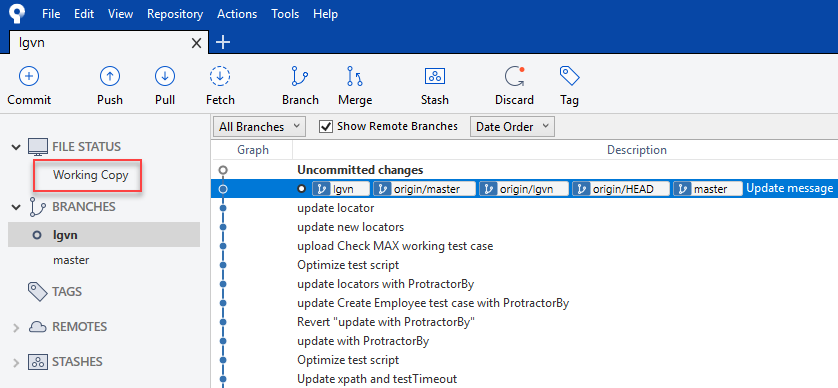 File Edit View Repository Actions Tools Help
lgvn
Commit Push Pull Fetch Branch Merge Stash Discard Tag
All Branches Show Remote Branches Date Order
FILE STATUS
Working Copy
BRANCHES
lgvn
master
TAGS
REMOTES
STASHES
Graph Description
Uncommitted changes
lgvn origin/master origin/lgvn origin/HEAD master Update message
update locator
update new locators
upload Check MAX working test case
Optimize test script
update locators with ProtractorBy
update Create Employee test case with ProtractorBy
Revert "update with ProtractorBy"
update with ProtractorBy
Optimize test script
Update xpath and testTimeout